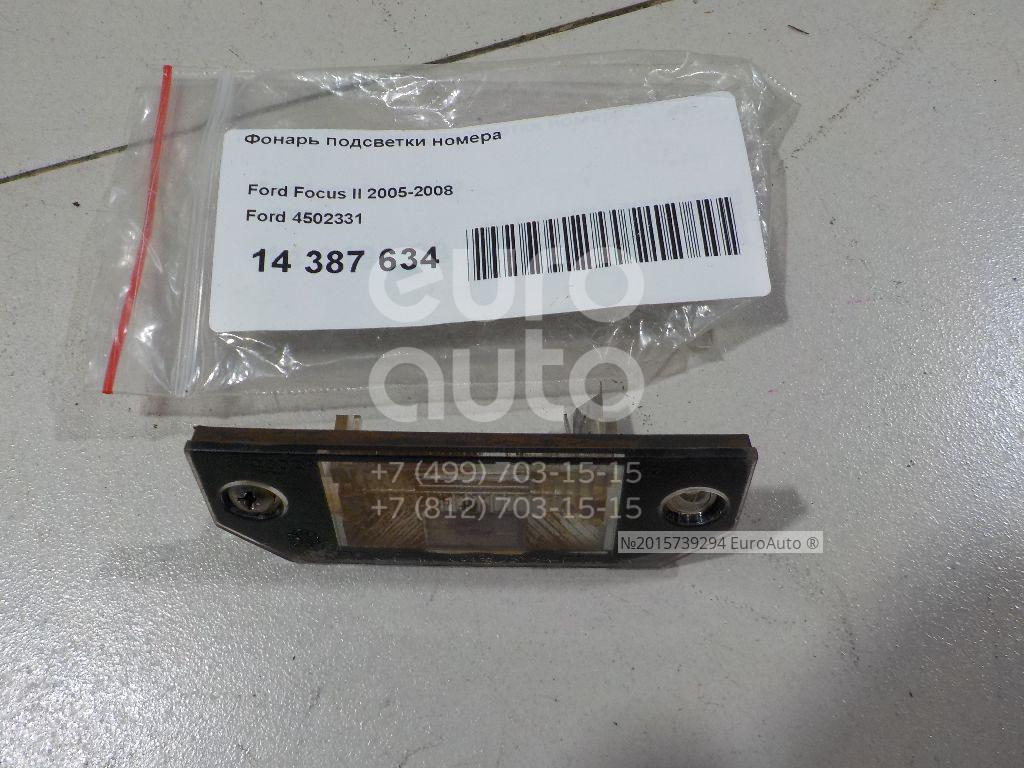 Фонарь подсветки номера
Ford Focus II 2005-2008
Ford 4502331
14 387 634
euro
auto
+7 (499) 703-15-15
+7 (812) 703-15-15
№2015739294 EuroAuto ®